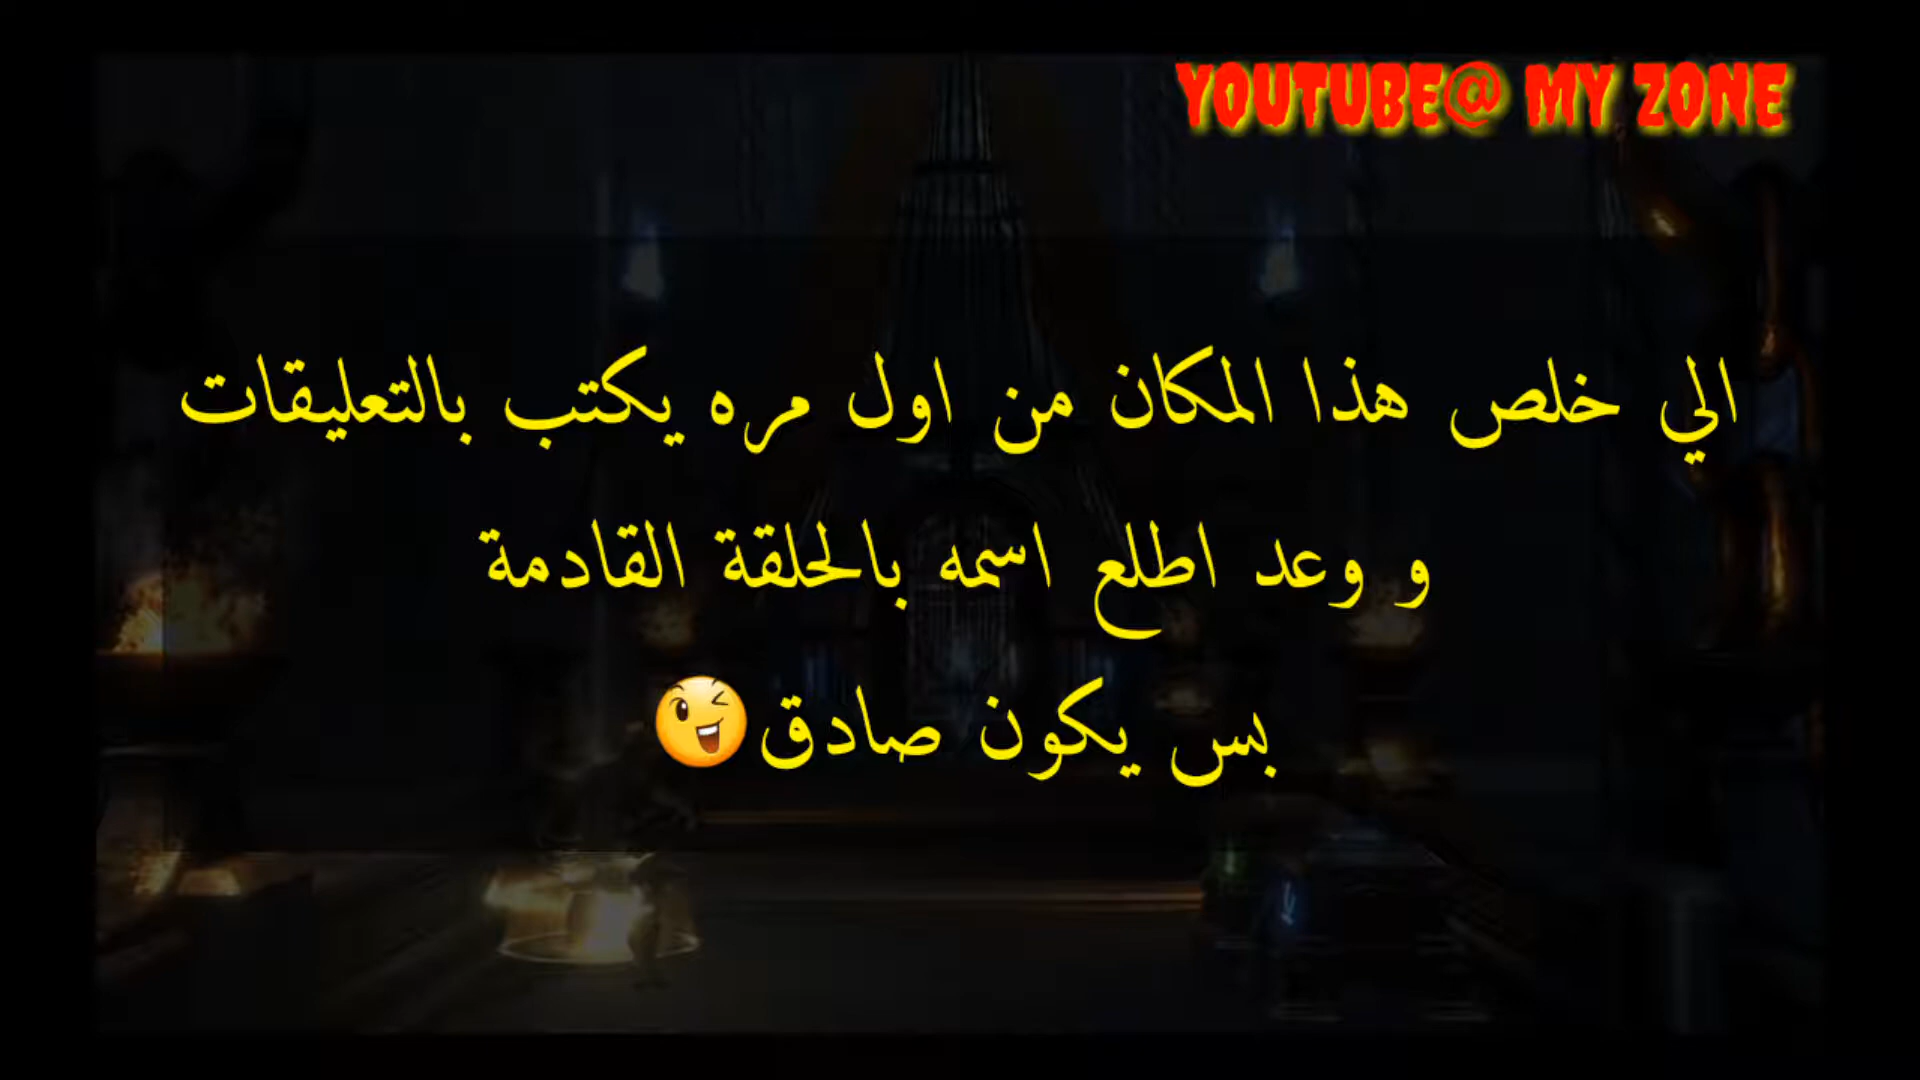 YOUTUBE@ MY ZONE
الي خلص هذا المكان من اول مره يكتب بالتعليقات
و وعد اطلع اسمه بالحلقة القادمة
بس يكون صادق😉